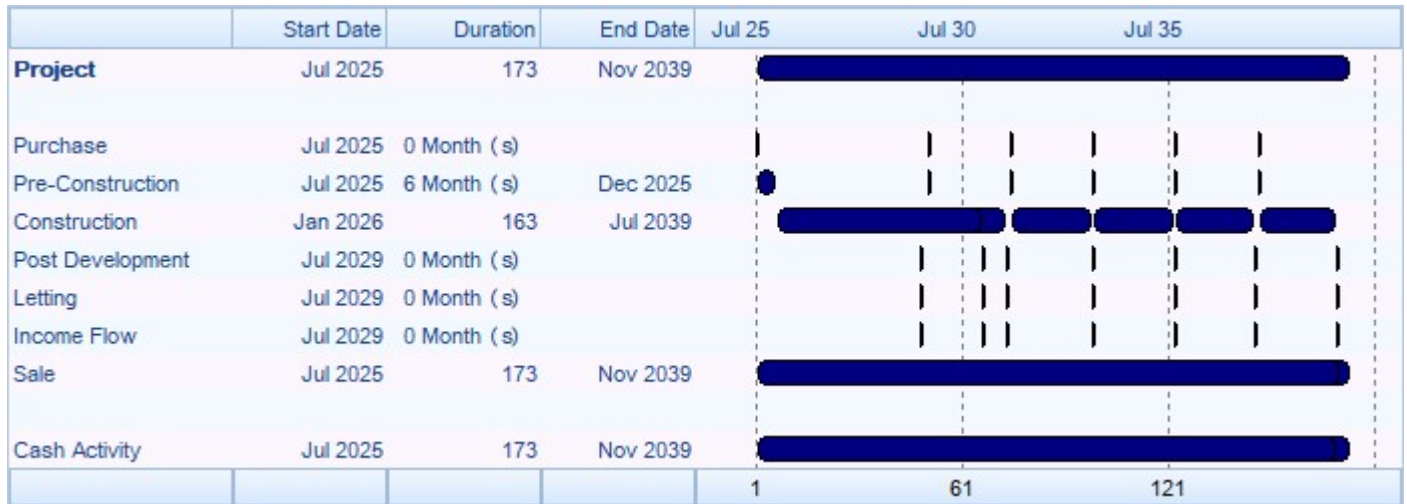 Start Date Duration End Date Jul 25 Jul 30 Jul 35
Project Jul 2025 173 Nov 2039
Purchase Jul 2025 0 Month (s)
Pre-Construction Jul 2025 6 Month (s) Dec 2025
Construction Jan 2026 163 Jul 2039
Post Development Jul 2029 0 Month (s)
Letting Jul 2029 0 Month (s)
Income Flow Jul 2029 0 Month (s)
Sale Jul 2025 173 Nov 2039
Cash Activity Jul 2025 173 Nov 2039
1 61 121